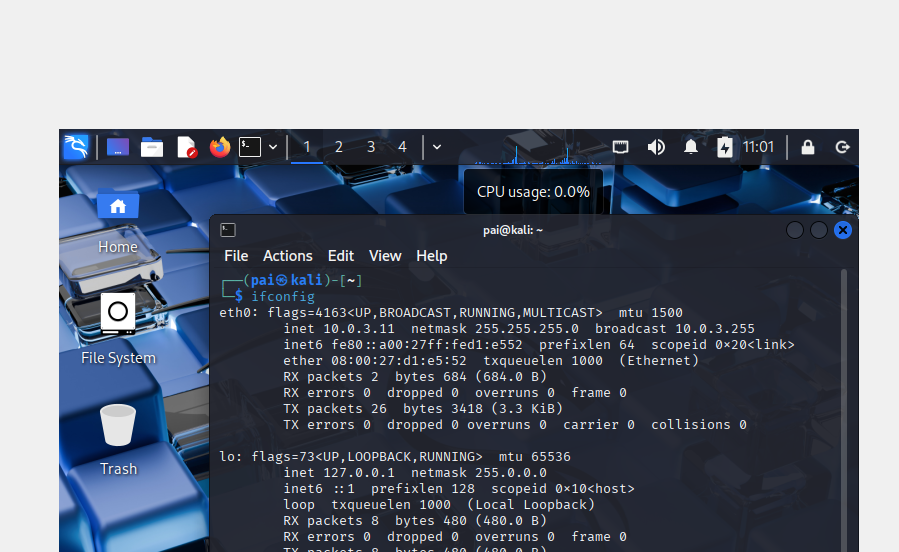 1 2 3 4 11:01
CPU usage: 0.0%
Home
File System
Trash
pai@kali: ~
File Actions Edit View Help
┌──(pai㉿kali)-[~]
└─$ ifconfig
eth0: flags=4163<UP,BROADCAST,RUNNING,MULTICAST>  mtu 1500
inet 10.0.3.11  netmask 255.255.255.0  broadcast 10.0.3.255
inet6 fe80::a00:27ff:fed1:e552  prefixlen 64  scopeid 0×20<link>
ether 08:00:27:d1:e5:52  txqueuelen 1000  (Ethernet)
RX packets 2  bytes 684 (684.0 B)
RX errors 0  dropped 0  overruns 0  frame 0
TX packets 26  bytes 3418 (3.3 KiB)
TX errors 0  dropped 0 overruns 0  carrier 0  collisions 0
lo: flags=73<UP,LOOPBACK,RUNNING>  mtu 65536
inet 127.0.0.1  netmask 255.0.0.0
inet6 ::1  prefixlen 128  scopeid 0×10<host>
loop  txqueuelen 1000  (Local Loopback)
RX packets 8  bytes 480 (480.0 B)
RX errors 0  dropped 0  overruns 0  frame 0
TX packets 8  bytes 480 (480.0 B)